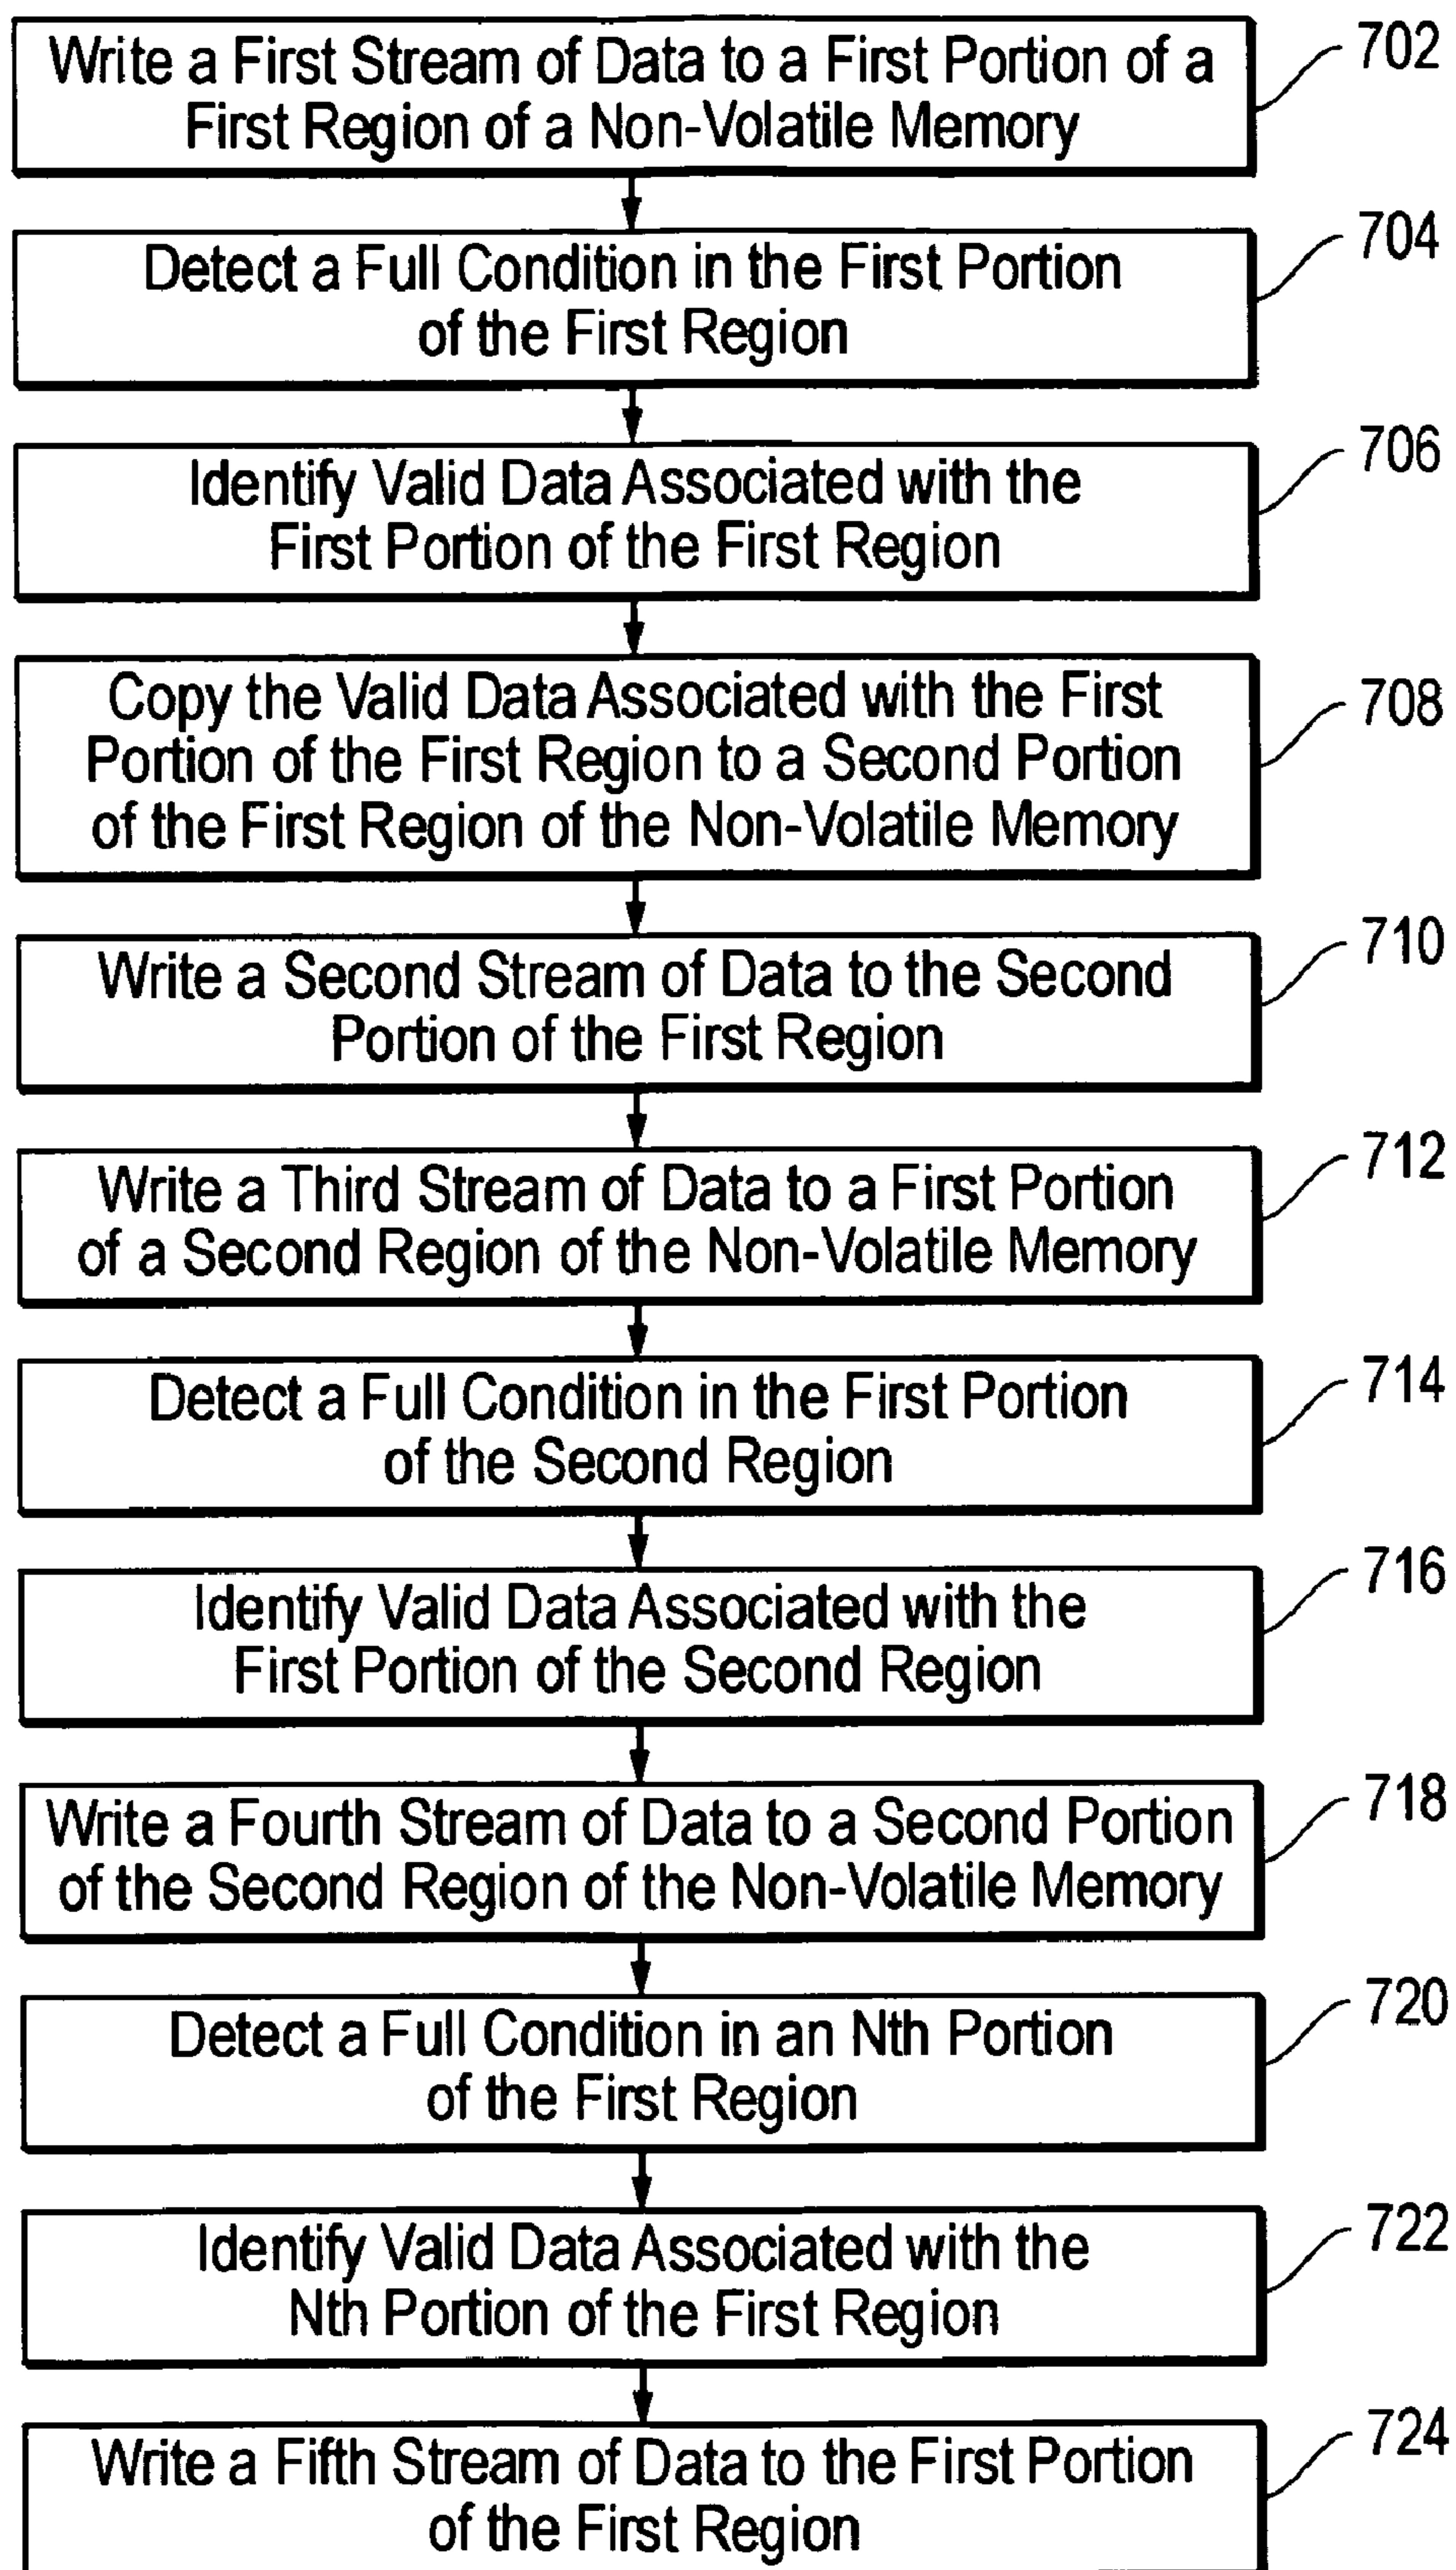 Write a First Stream of Data to a First Portion of a
First Region of a Non-Volatile Memory
702
Detect a Full Condition in the First Portion
of the First Region
704
Identify Valid Data Associated with the
First Portion of the First Region
706
Copy the Valid Data Associated with the First
Portion of the First Region to a Second Portion
of the First Region of the Non-Volatile Memory
708
Write a Second Stream of Data to the Second
Portion of the First Region
710
Write a Third Stream of Data to a First Portion
of a Second Region of the Non-Volatile Memory
712
Detect a Full Condition in the First Portion
of the Second Region
714
Identify Valid Data Associated with the
First Portion of the Second Region
716
Write a Fourth Stream of Data to a Second Portion
of the Second Region of the Non-Volatile Memory
718
Detect a Full Condition in an Nth Portion
of the First Region
720
Identify Valid Data Associated with the
Nth Portion of the First Region
722
Write a Fifth Stream of Data to the First Portion
of the First Region
724